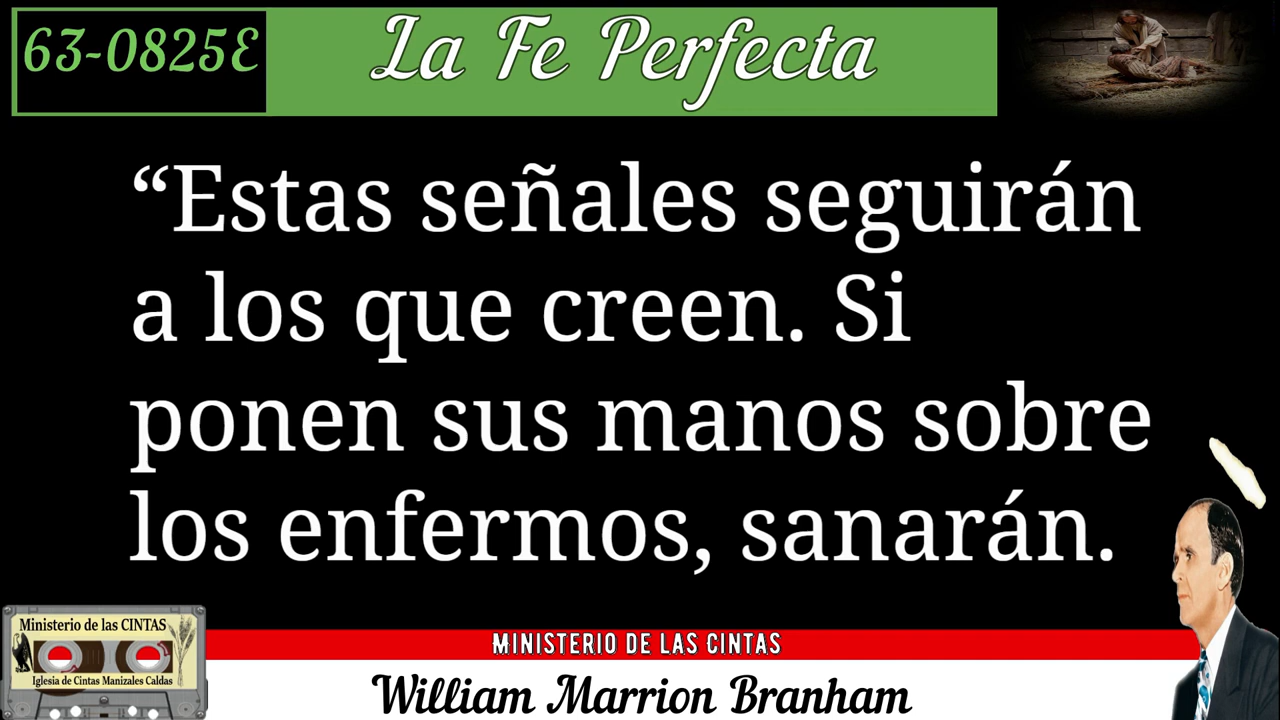 63-0825E
La Fe Perfecta
“Estas señales seguirán
a los que creen. Si
ponen sus manos sobre
los enfermos, sanarán.
Ministerio de las CINTAS
Iglesia de Cintas Manizales Caldas
MINISTERIO DE LAS CINTAS
William Marrion Branham